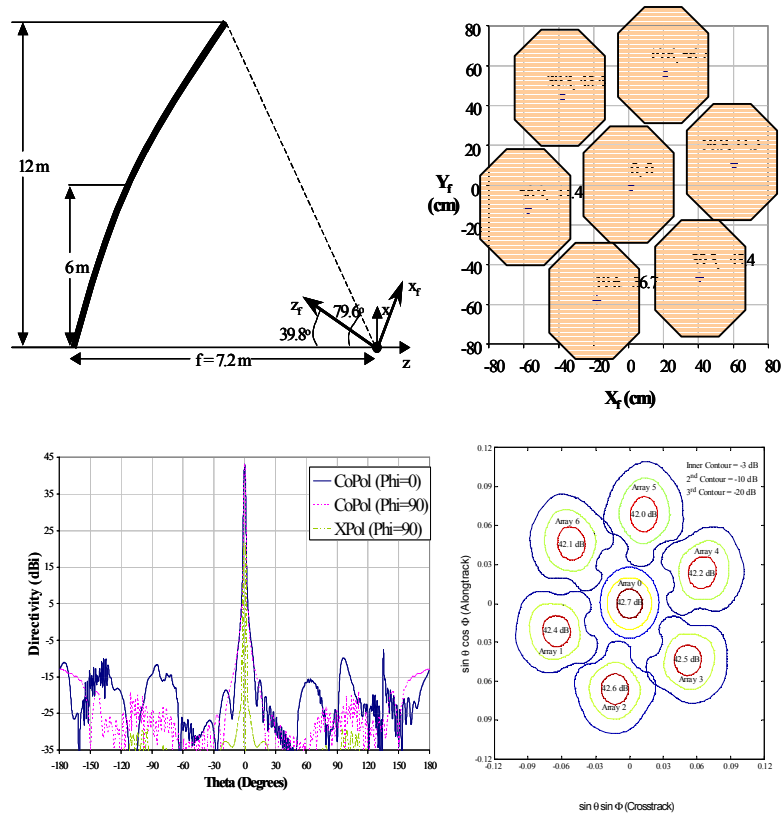 12 m
6 m
f = 7.2 m
z_f
x_f
x
z
79.6°
39.8°
80
60
40
20
0
-20
-40
-60
-80
Y_f
(cm)
.4
4
6.7
-80 -60 -40 -20 0 20 40 60 80
X_f (cm)
45
35
25
15
5
-5
-15
-25
-35
Directivity (dBi)
CoPol (Phi=0)
CoPol (Phi=90)
XPol (Phi=90)
-180 -150 -120 -90 -60 -30 0 30 60 90 120 150 180
Theta (Degrees)
0.12
0.09
0.06
0.03
0
0.03
0.06
0.09
-0.12
sin θ cos Φ (Alongtrack)
Inner Contour = -3 dB
2nd Contour = -10 dB
3rd Contour = -20 dB
Array 5
42.0 dB
Array 6
42.1 dB
Array 4
42.2 dB
Array 0
42.7 dB
42.4 dB
Array 1
42.5 dB
Array 3
42.6 dB
Array 2
-0.12 -0.09 -0.06 -0.03 0 0.03 0.06 0.09 0.12
sin θ sin Φ (Crosstrack)